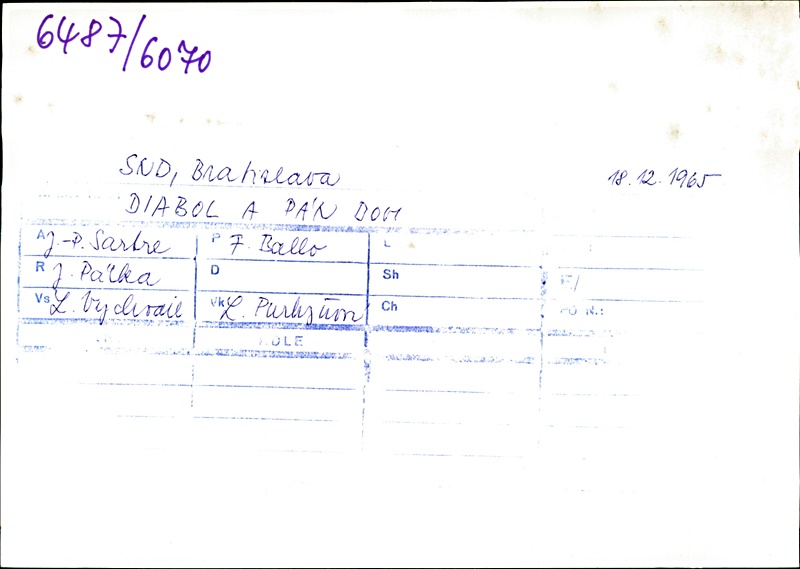 6487/6070
SND, Bratislava 18.12.1965
DIABOL A PÁN BOH
A J.-P. Sartre P F. Ballo L
R J. Pálka D Sh F/
Vs L. Vychodil Vk L. Purkyňová Ch